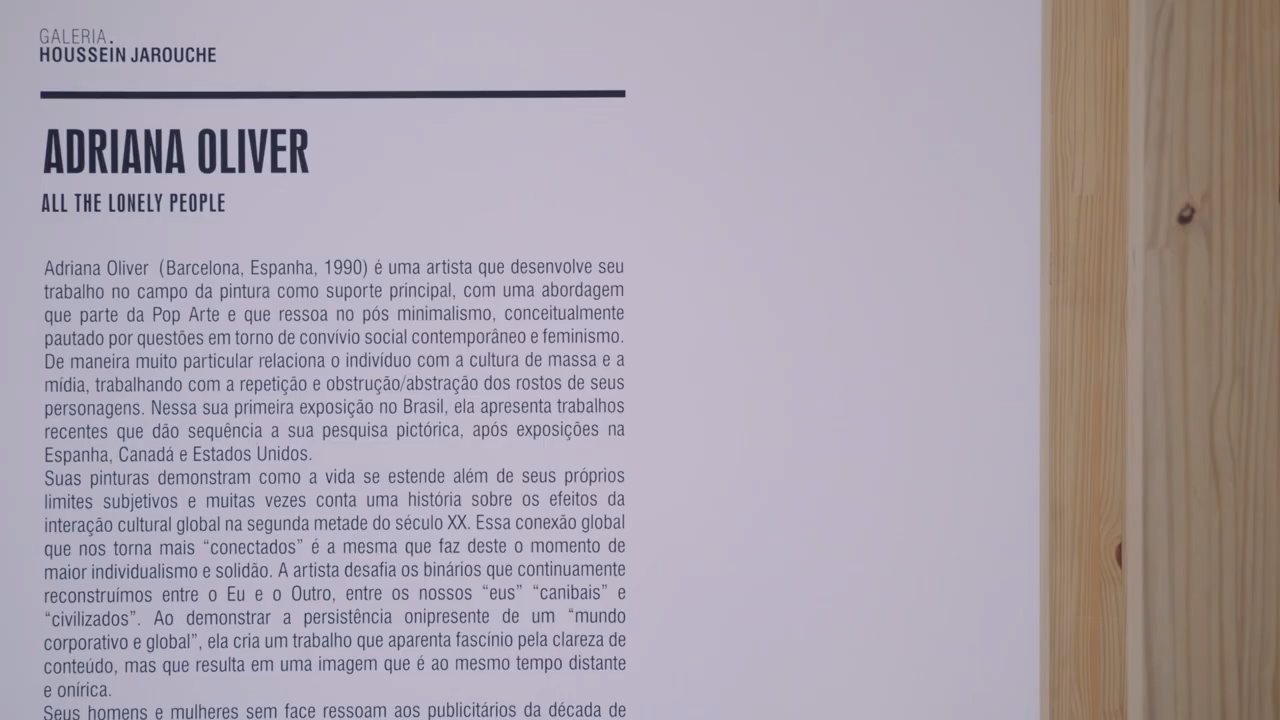 GALERIA.
HOUSSEIN JAROUCHE
ADRIANA OLIVER
ALL THE LONELY PEOPLE
Adriana Oliver (Barcelona, Espanha, 1990) é uma artista que desenvolve seu
trabalho no campo da pintura como suporte principal, com uma abordagem
que parte da Pop Arte e que ressoa no pós minimalismo, conceitualmente
pautado por questões em torno de convívio social contemporâneo e feminismo.
De maneira muito particular relaciona o indivíduo com a cultura de massa e a
mídia, trabalhando com a repetição e obstrução/abstração dos rostos de seus
personagens. Nessa sua primeira exposição no Brasil, ela apresenta trabalhos
recentes que dão sequência a sua pesquisa pictórica, após exposições na
Espanha, Canadá e Estados Unidos.
Suas pinturas demonstram como a vida se estende além de seus próprios
limites subjetivos e muitas vezes conta uma história sobre os efeitos da
interação cultural global na segunda metade do século XX. Essa conexão global
que nos torna mais “conectados” é a mesma que faz deste o momento de
maior individualismo e solidão. A artista desafia os binários que continuamente
reconstruímos entre o Eu e o Outro, entre os nossos “eus” “canibais” e
“civilizados”. Ao demonstrar a persistência onipresente de um “mundo
corporativo e global”, ela cria um trabalho que aparenta fascínio pela clareza de
conteúdo, mas que resulta em uma imagem que é ao mesmo tempo distante
e onírica.
Seus homens e mulheres sem face ressoam aos publicitários da década de